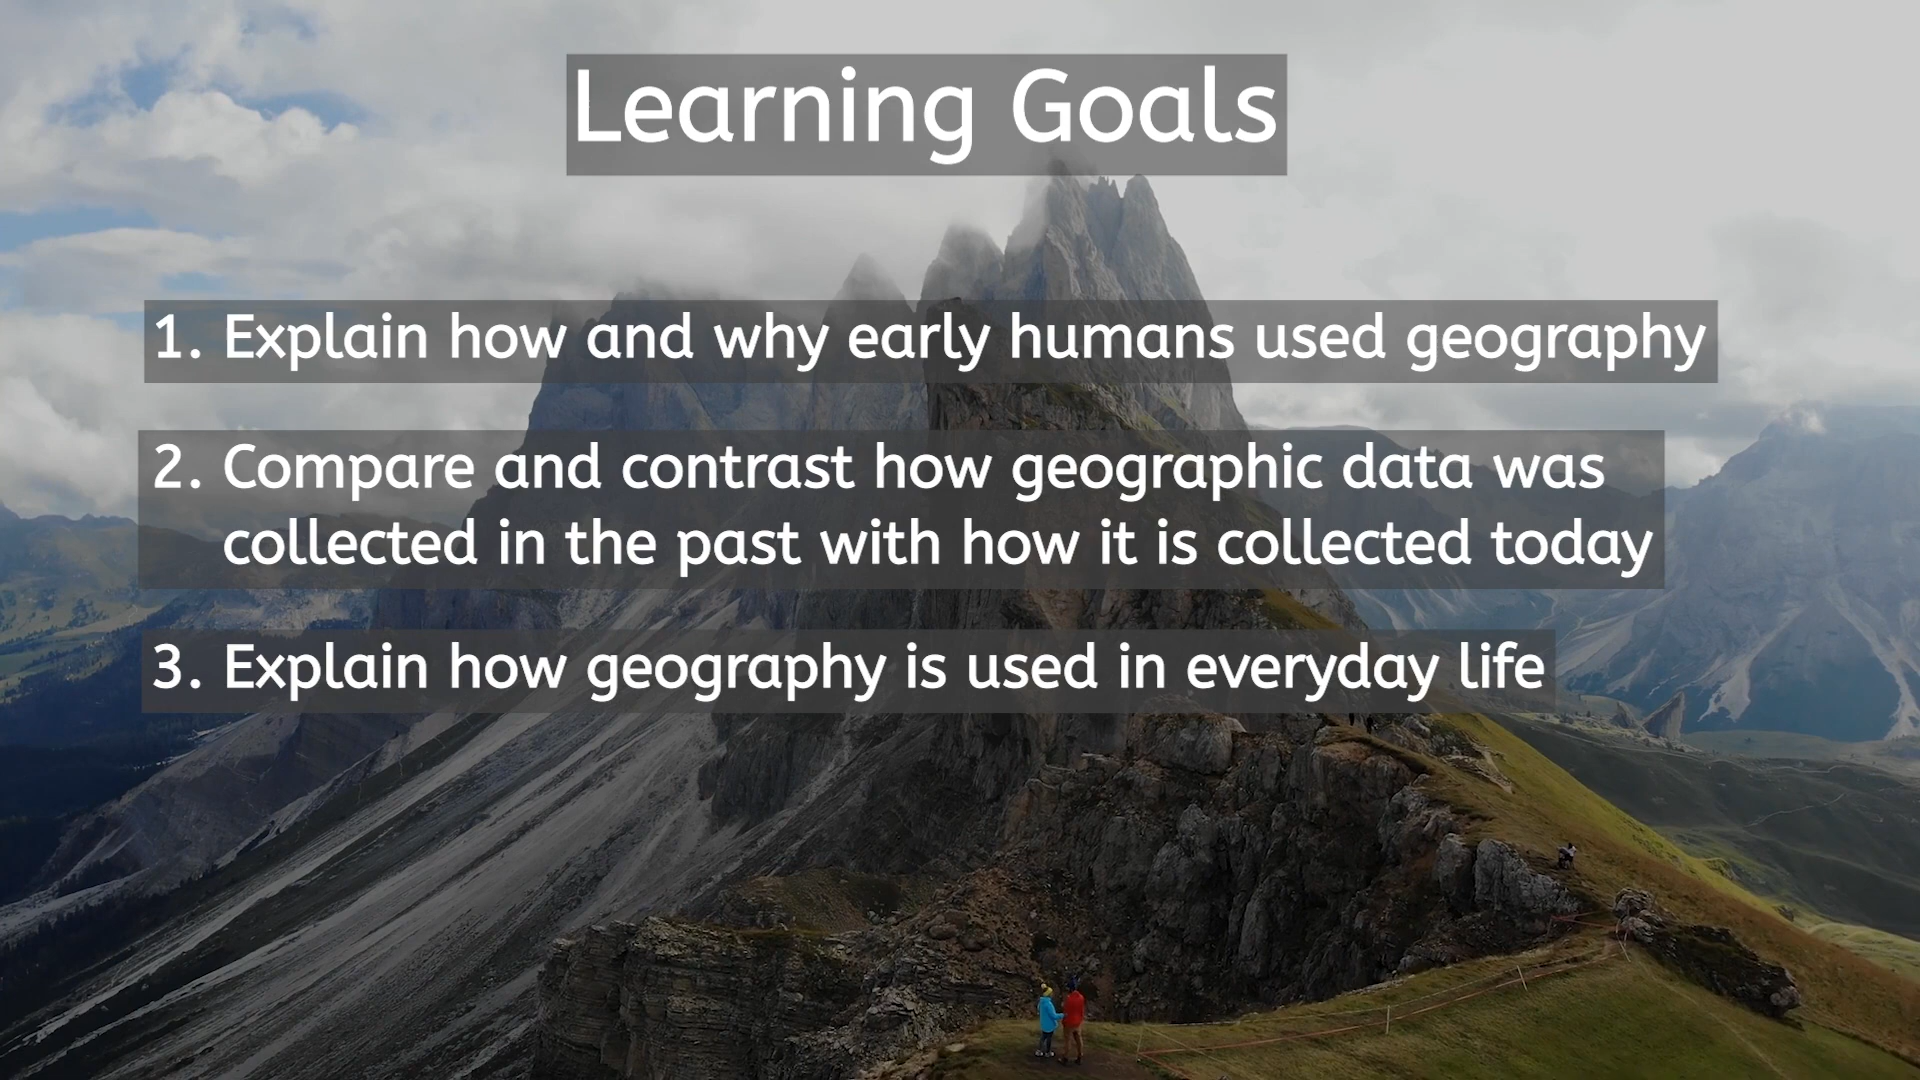 Learning Goals
1. Explain how and why early humans used geography
2. Compare and contrast how geographic data was
collected in the past with how it is collected today
3. Explain how geography is used in everyday life